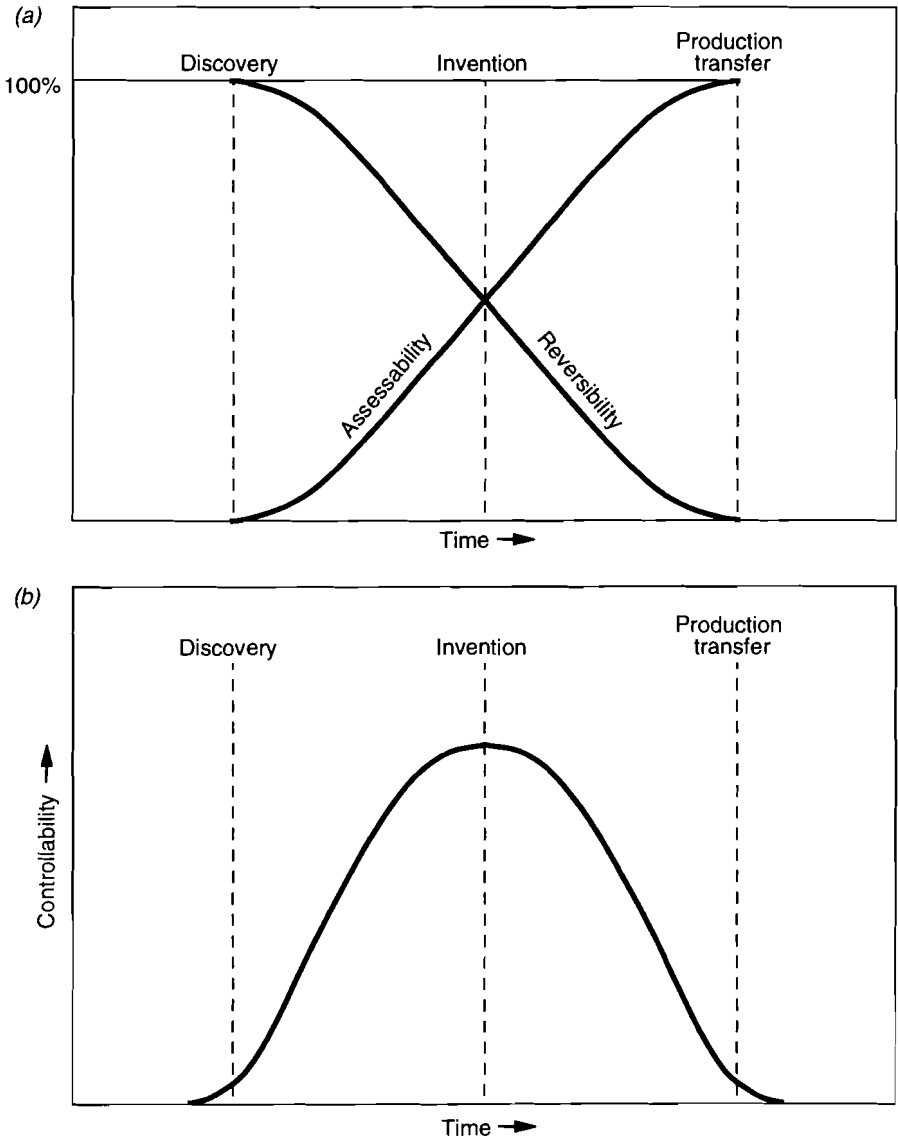 (a)
Discovery
Invention
Production
transfer
100%
Assessability
Reversibility
Time
(b)
Discovery
Invention
Production
transfer
Controllability
Time